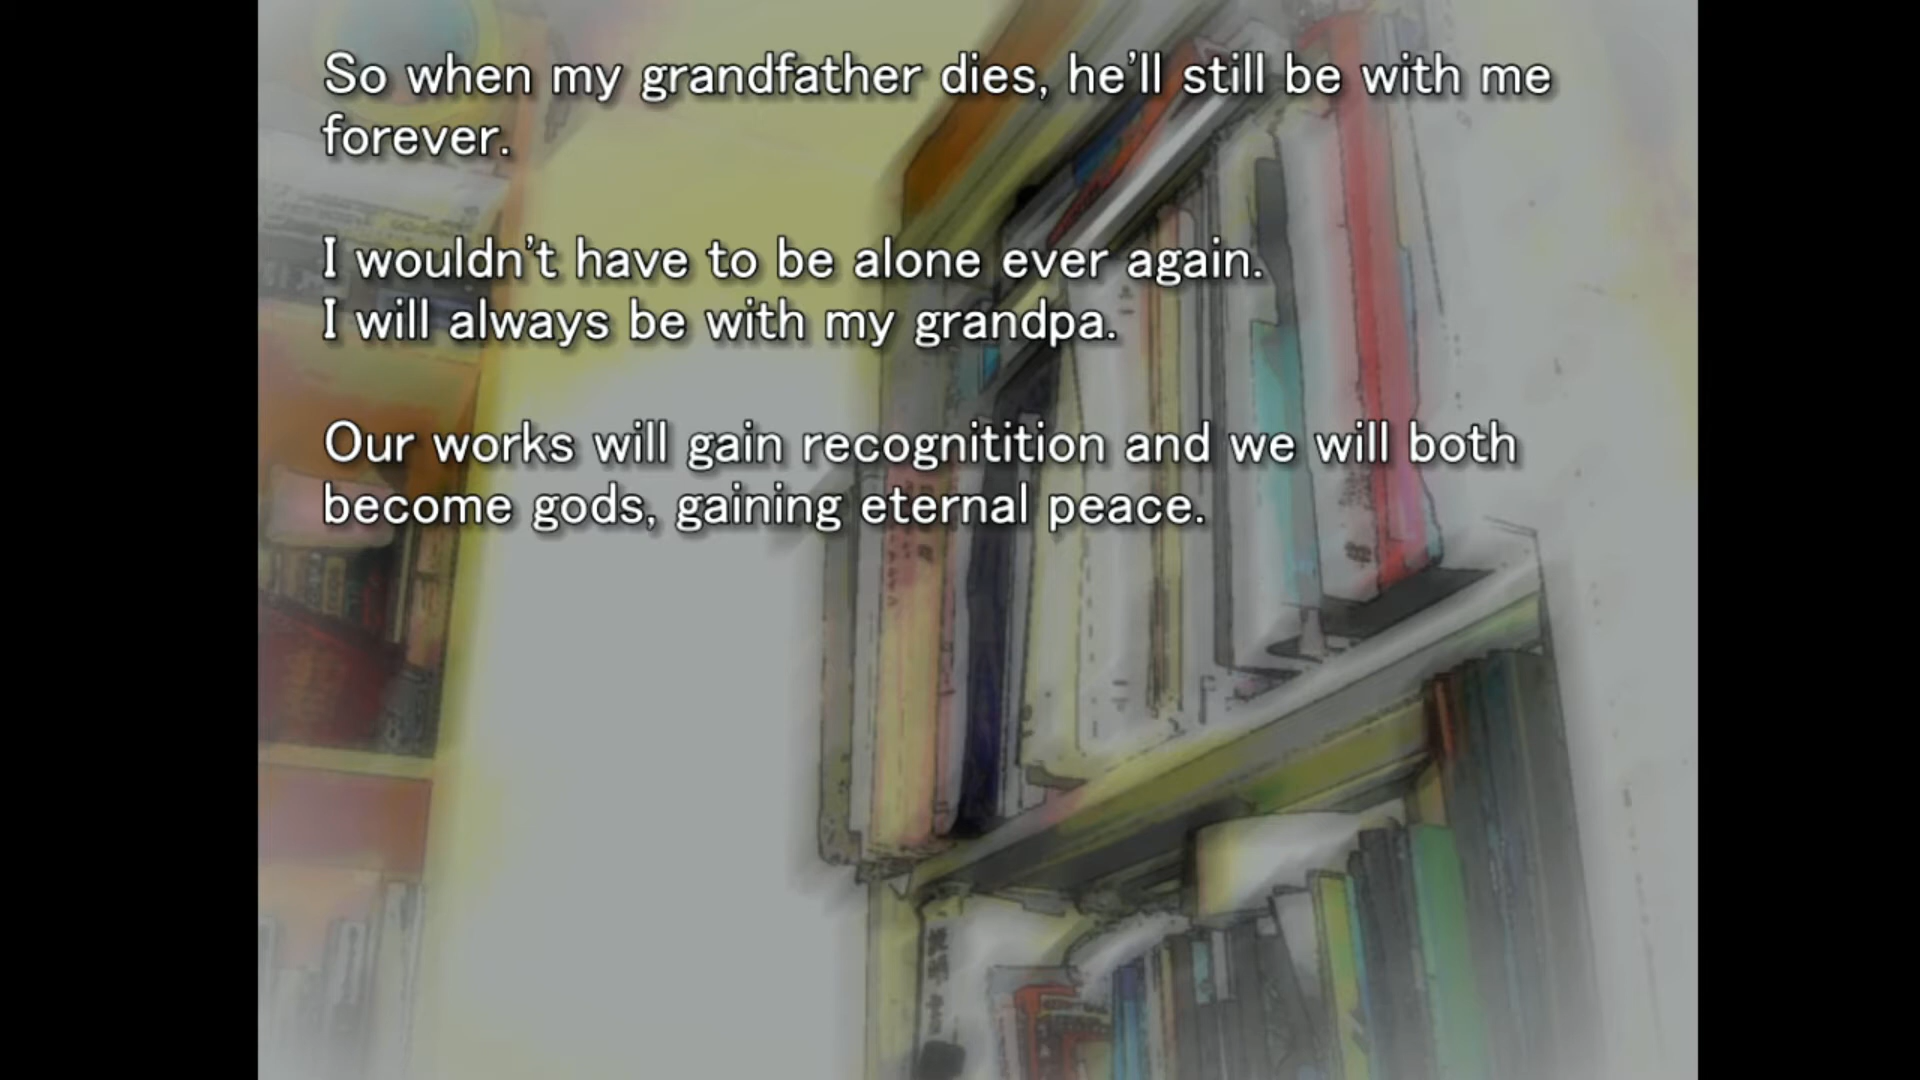 So when my grandfather dies, he'll still be with me
forever.
I wouldn't have to be alone ever again.
I will always be with my grandpa.
Our works will gain recognitition and we will both
become gods, gaining eternal peace.